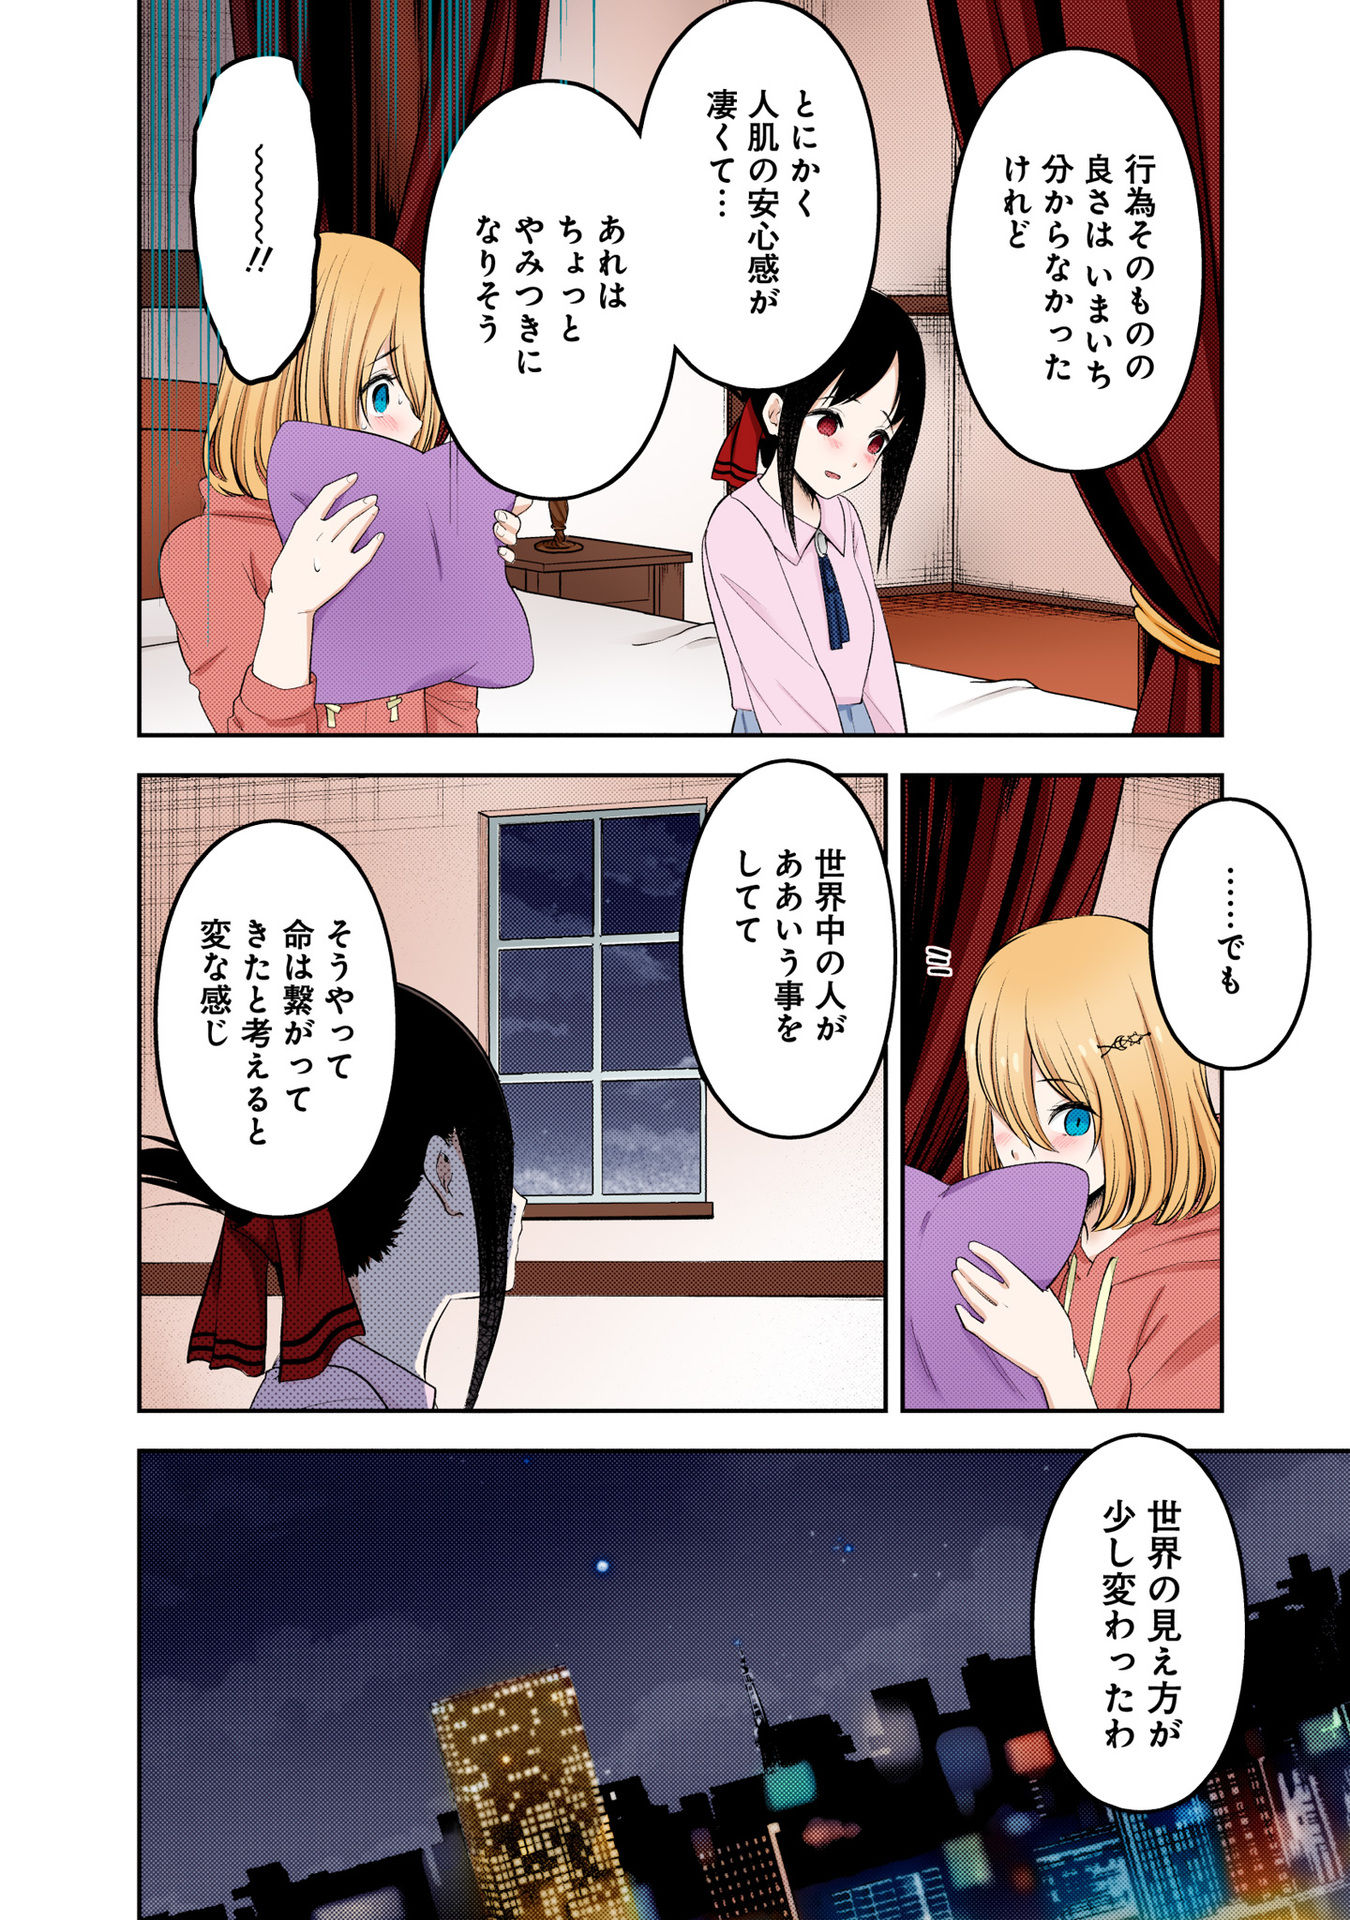 行為そのものの
良さは いまいち
分からなかった
けれど
とにかく
人肌の安心感が
凄くて…
あれは
ちょっと
やみつきに
なりそう
〜〜〜〜!!
……でも
世界中の人が
ああいう事を
してて
そうやって
命は繋がって
きたと考えると
変な感じ
世界の見え方が
少し変わったわ